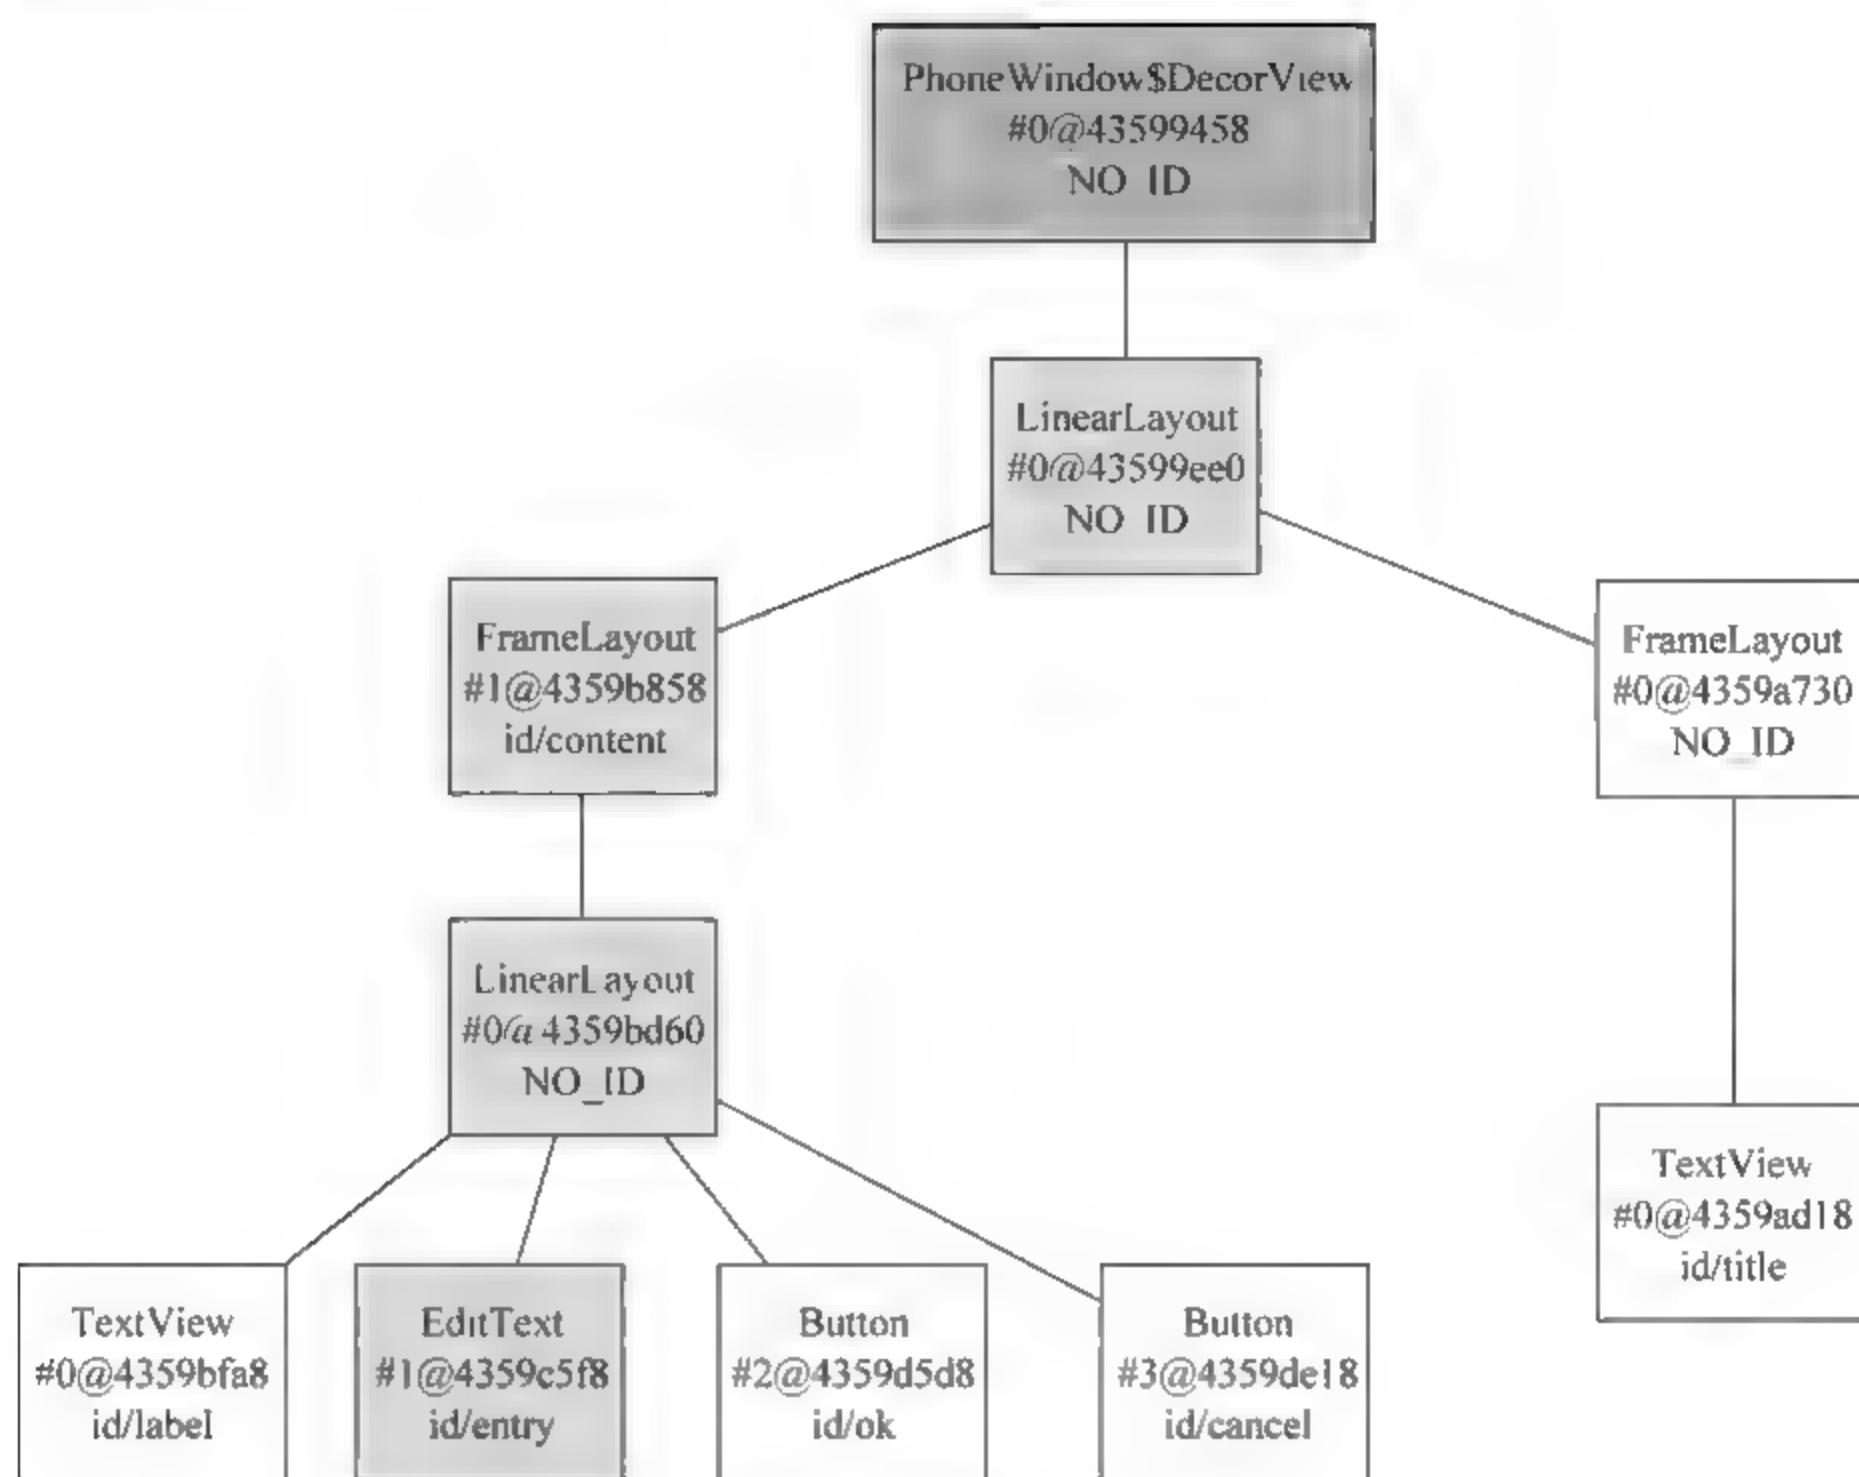 PhoneWindow$DecorView
#0@43599458
NO_ID
LinearLayout
#0@43599ee0
NO_ID
FrameLayout
#1@4359b858
id/content
FrameLayout
#0@4359a730
NO_ID
LinearLayout
#0@4359bd60
NO_ID
TextView
#0@4359ad18
id/title
TextView
#0@4359bfa8
id/label
EditText
#1@4359c5f8
id/entry
Button
#2@4359d5d8
id/ok
Button
#3@4359de18
id/cancel